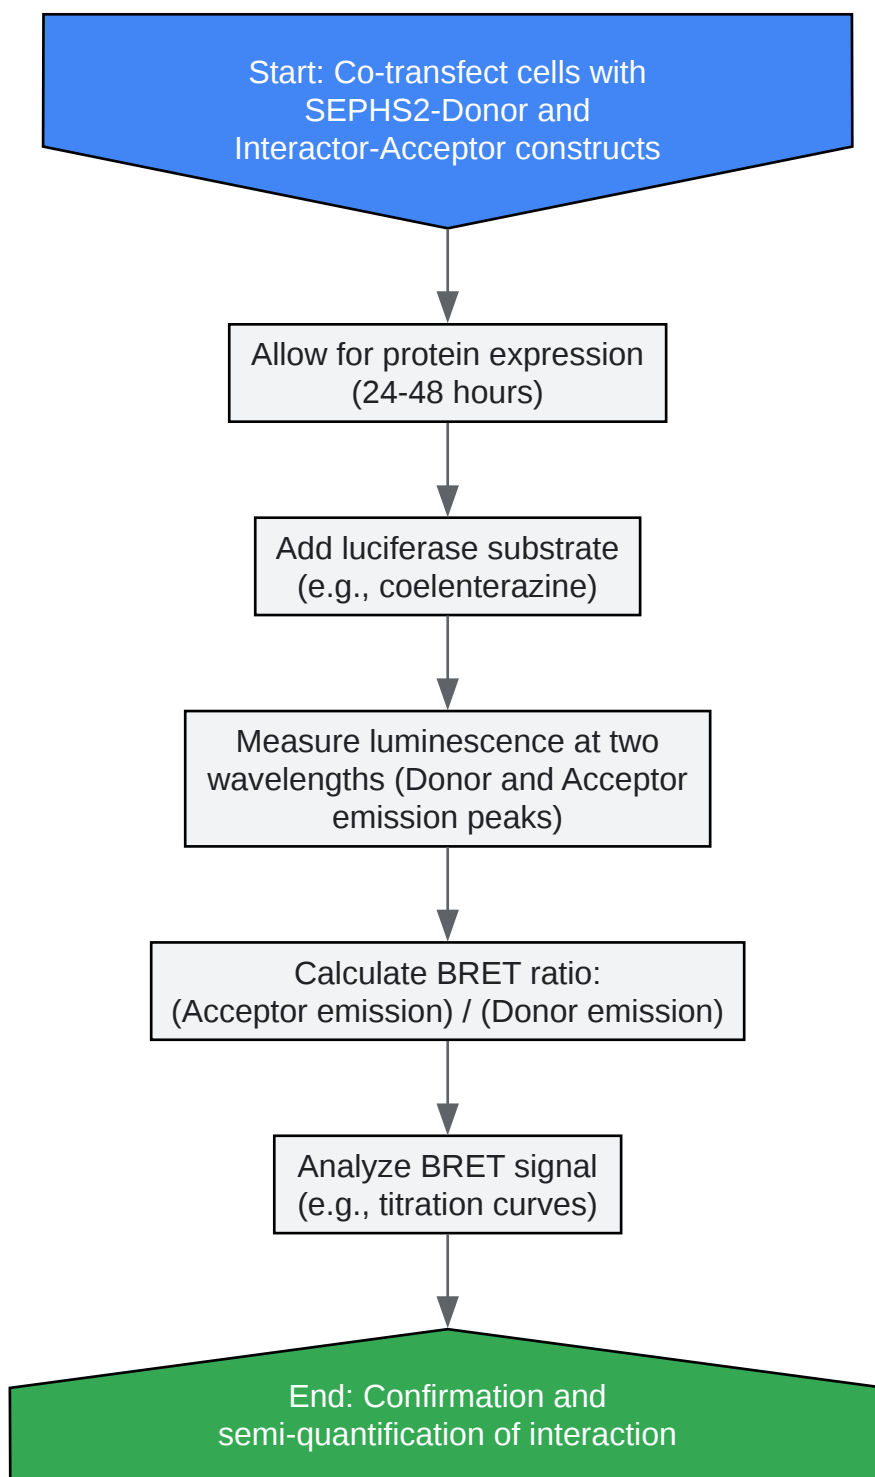 Start: Co-transfect cells with
SEPHS2-Donor and
Interactor-Acceptor constructs
Allow for protein expression
(24-48 hours)
Add luciferase substrate
(e.g., coelenterazine)
Measure luminescence at two
wavelengths (Donor and Acceptor
emission peaks)
Calculate BRET ratio:
(Acceptor emission) / (Donor emission)
Analyze BRET signal
(e.g., titration curves)
End: Confirmation and
semi-quantification of interaction